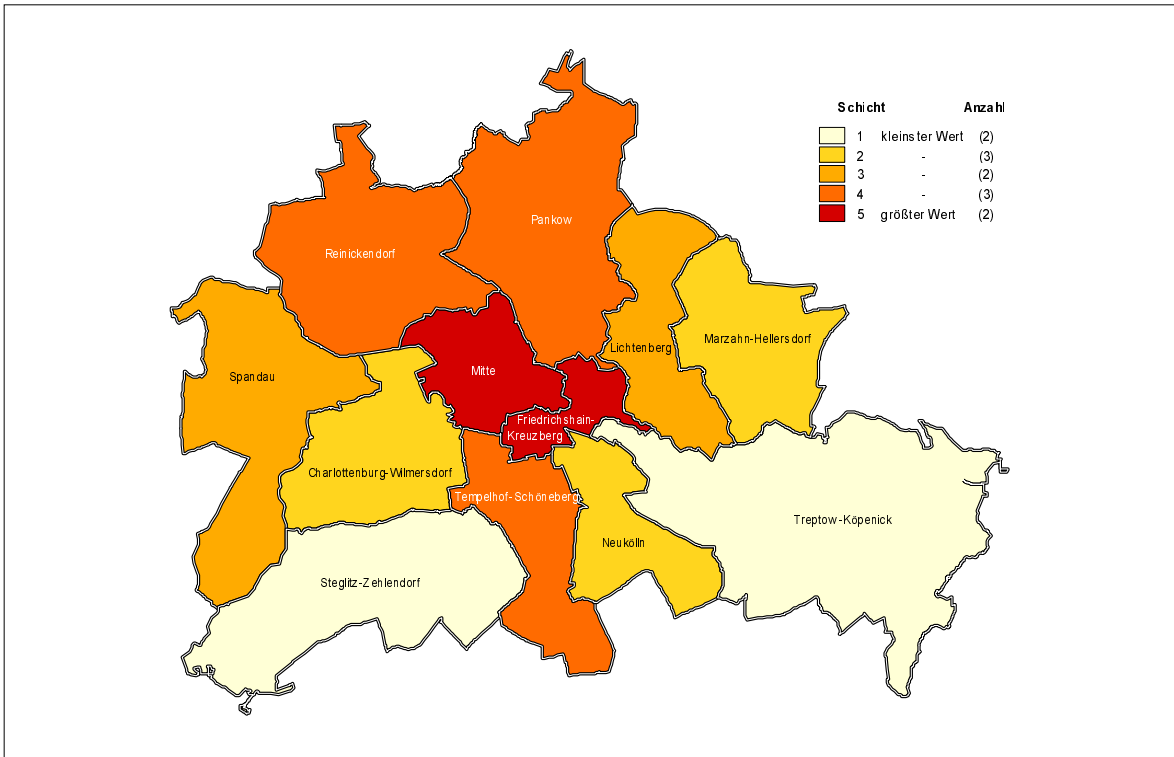 Schicht Anzahl
1 kleinster Wert (2)
2 - (3)
3 - (2)
4 - (3)
5 größter Wert (2)
Pankow
Reinickendorf
Marzahn-Hellersdorf
Lichtenberg
Mitte
Spandau
Friedrichshain-
Kreuzberg
Charlottenburg-Wilmersdorf
Tempelhof-Schöneberg
Treptow-Köpenick
Neukölln
Steglitz-Zehlendorf